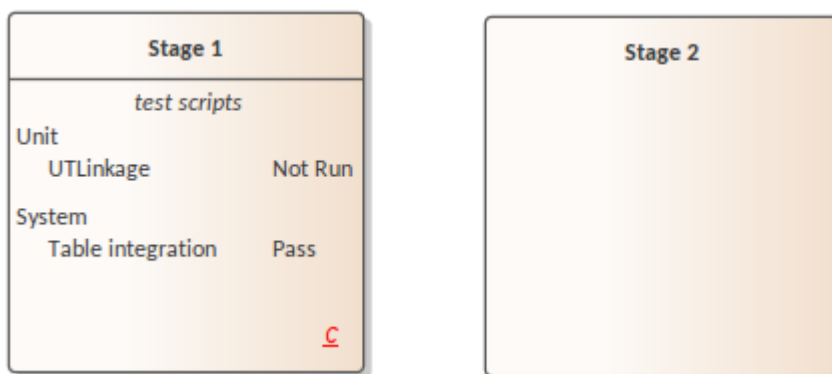 Stage 1
test scripts
Unit
UTLinkage Not Run
System
Table integration Pass
C
Stage 2